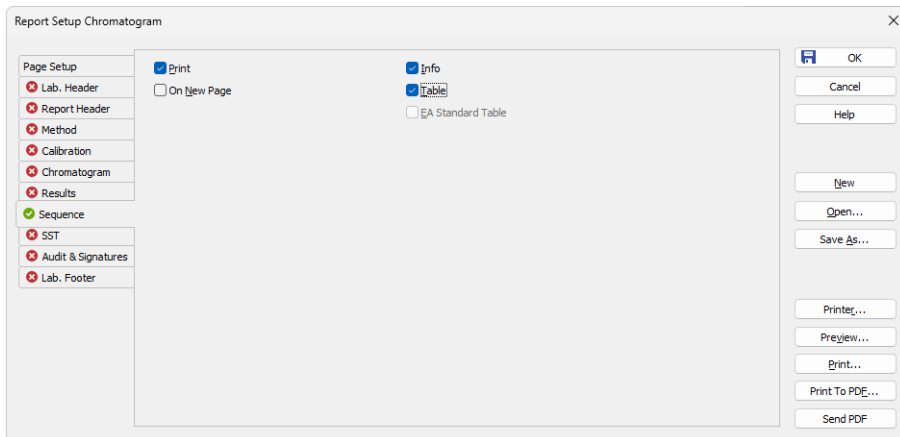 Report Setup Chromatogram
Page Setup
Lab. Header
Report Header
Method
Calibration
Chromatogram
Results
Sequence
SST
Audit & Signatures
Lab. Footer
Print
On New Page
Info
Table
EA Standard Table
OK
Cancel
Help
New
Open...
Save As...
Printer...
Preview...
Print...
Print To PDF...
Send PDF